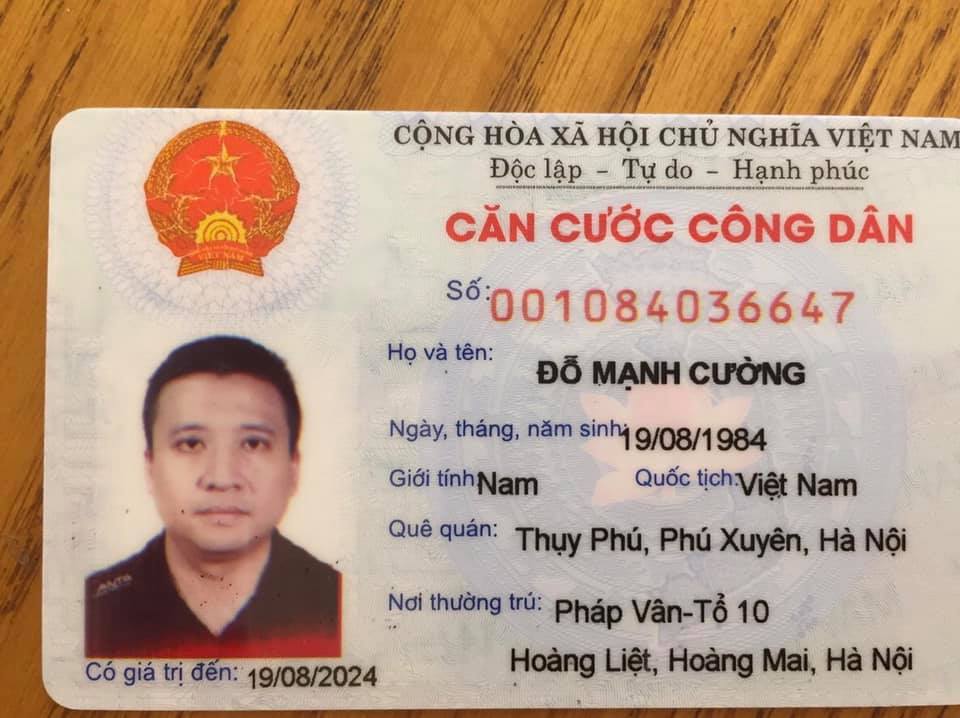 CỘNG HÒA XÃ HỘI CHỦ NGHĨA VIỆT NAM
Độc lập - Tự do - Hạnh phúc
CĂN CƯỚC CÔNG DÂN
VIỆT NAM
Số: 001084036647
Họ và tên: ĐỖ MẠNH CƯỜNG
Ngày, tháng, năm sinh: 19/08/1984
Giới tính: Nam Quốc tịch: Việt Nam
Quê quán: Thụy Phú, Phú Xuyên, Hà Nội
Nơi thường trú: Pháp Vân-Tổ 10
Hoàng Liệt, Hoàng Mai, Hà Nội
ANTA
Có giá trị đến: 19/08/2024